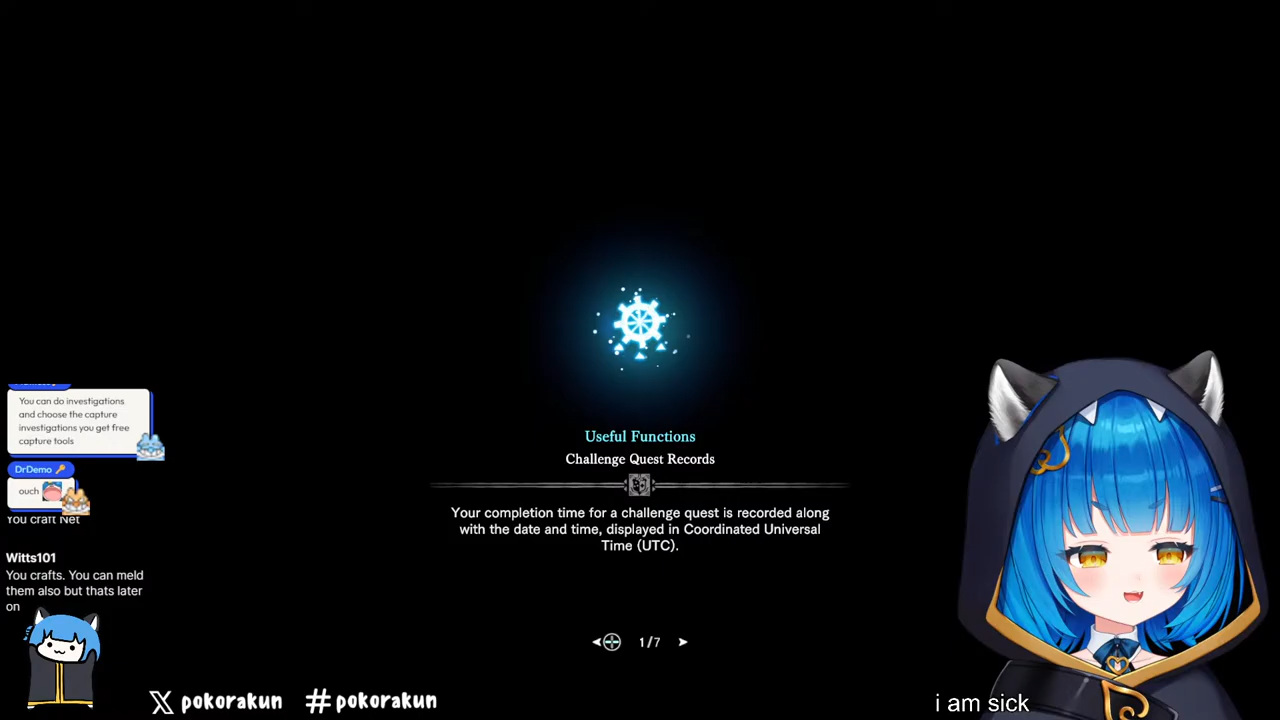 You can do investigations
and choose the capture
investigations you get free
capture tools
DrDemo
ouch
You craft Net
Witts101
You crafts. You can meld
them also but thats later
on
Useful Functions
Challenge Quest Records
Your completion time for a challenge quest is recorded along
with the date and time, displayed in Coordinated Universal
Time (UTC).
1/7
X pokorakun #pokorakun
i am sick